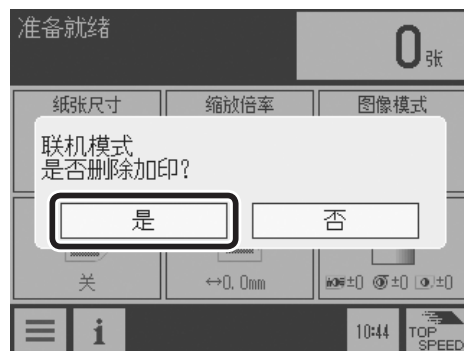 准备就绪
0张
纸张尺寸
缩放倍率
图像模式
联机模式
是否删除加印?
是
否
关
↔0.0mm
±0 ±0 ±0
i
10:44
TOP
SPEED